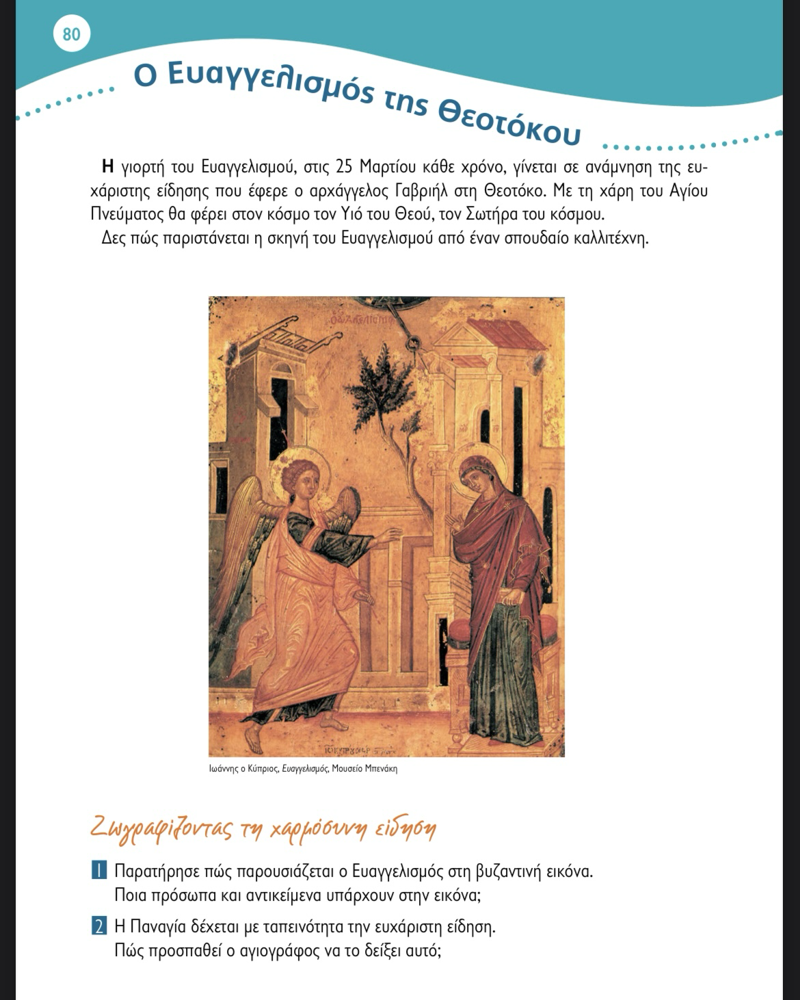 80
Ο Ευαγγελισμός της Θεοτόκου
Η γιορτή του Ευαγγελισμού, στις 25 Μαρτίου κάθε χρόνο, γίνεται σε ανάμνηση της ευ-
χάριστης είδησης που έφερε ο αρχάγγελος Γαβριήλ στη Θεοτόκο. Με τη χάρη του Αγίου
Πνεύματος θα φέρει στον κόσμο τον Υιό του Θεού, τον Σωτήρα του κόσμου.
Δες πώς παριστάνεται η σκηνή του Ευαγγελισμού από έναν σπουδαίο καλλιτέχνη.
Ιωάννης ο Κύπριος, Ευαγγελισμός, Μουσείο Μπενάκη
Ζωγραφίζοντας τη χαρμόσυνη είδηση
1 Παρατήρησε πώς παρουσιάζεται ο Ευαγγελισμός στη βυζαντινή εικόνα.
Ποια πρόσωπα και αντικείμενα υπάρχουν στην εικόνα;
2 Η Παναγία δέχεται με ταπεινότητα την ευχάριστη είδηση.
Πώς προσπαθεί ο αγιογράφος να το δείξει αυτό;